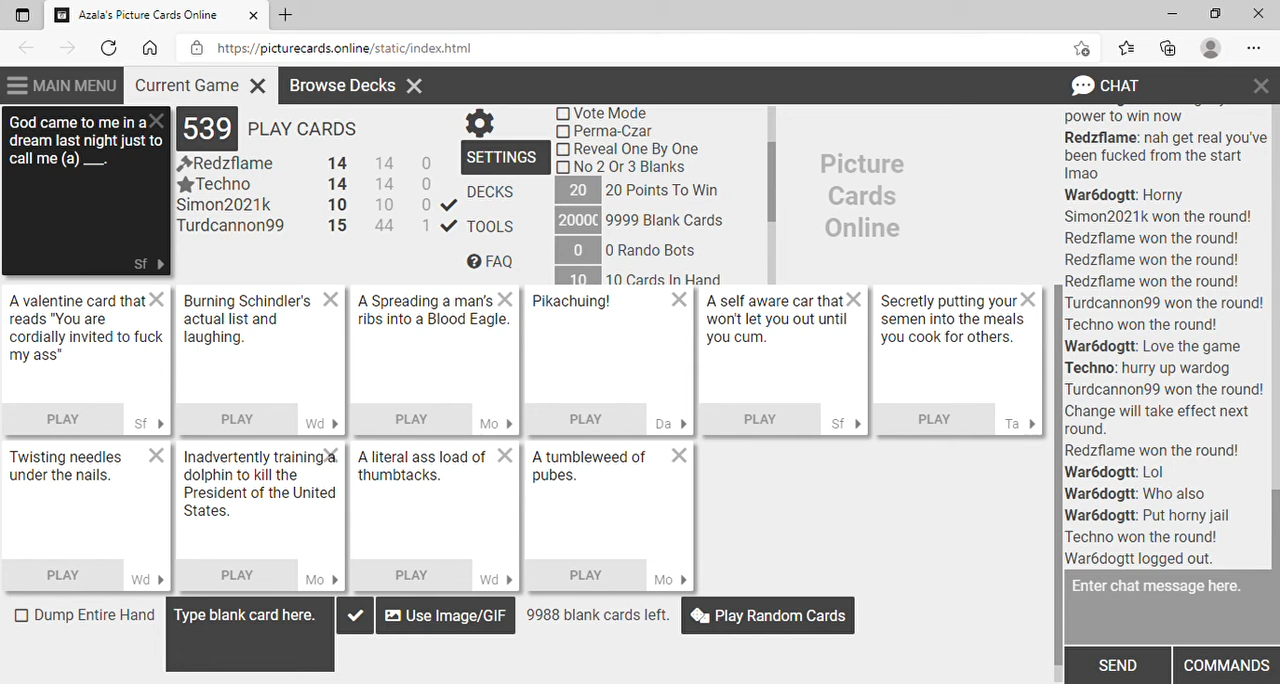 Azala's Picture Cards Online
https://picturecards.online/static/index.html
MAIN MENU
Current Game
Browse Decks
CHAT
God came to me in a
dream last night just to
call me (a) ___.
Sf
539 PLAY CARDS
Redzflame 14 14 0
Techno 14 14 0
Simon2021k 10 10 0
Turdcannon99 15 44 1
SETTINGS
DECKS
TOOLS
FAQ
Vote Mode
Perma-Czar
Reveal One By One
No 2 Or 3 Blanks
20 20 Points To Win
9999 Blank Cards
0 0 Rando Bots
10 10 Cards In Hand
Picture
Cards
Online
A valentine card that
reads "You are
cordially invited to fuck
my ass"
PLAY Sf
Burning Schindler's
actual list and
laughing.
PLAY Wd
A Spreading a man's
ribs into a Blood Eagle.
PLAY Mo
Pikachuing!
PLAY Da
A self aware car that
won't let you out until
you cum.
PLAY Sf
Secretly putting your
semen into the meals
you cook for others.
PLAY Ta
Twisting needles
under the nails.
PLAY Wd
Inadvertently training a
dolphin to kill the
President of the United
States.
PLAY Mo
A literal ass load of
thumbtacks.
PLAY Wd
A tumbleweed of
pubes.
PLAY Mo
Dump Entire Hand
Type blank card here.
Use Image/GIF
9988 blank cards left.
Play Random Cards
power to win now
Redzflame: nah get real you've
been fucked from the start
lmao
War6dogtt: Horny
Simon2021k won the round!
Redzflame won the round!
Redzflame won the round!
Redzflame won the round!
Turdcannon99 won the round!
Techno won the round!
War6dogtt: Love the game
Techno: hurry up wardog
Turdcannon99 won the round!
Change will take effect next
round.
Redzflame won the round!
War6dogtt: Lol
War6dogtt: Who also
War6dogtt: Put horny jail
Techno won the round!
War6dogtt logged out.
Enter chat message here.
SEND
COMMANDS